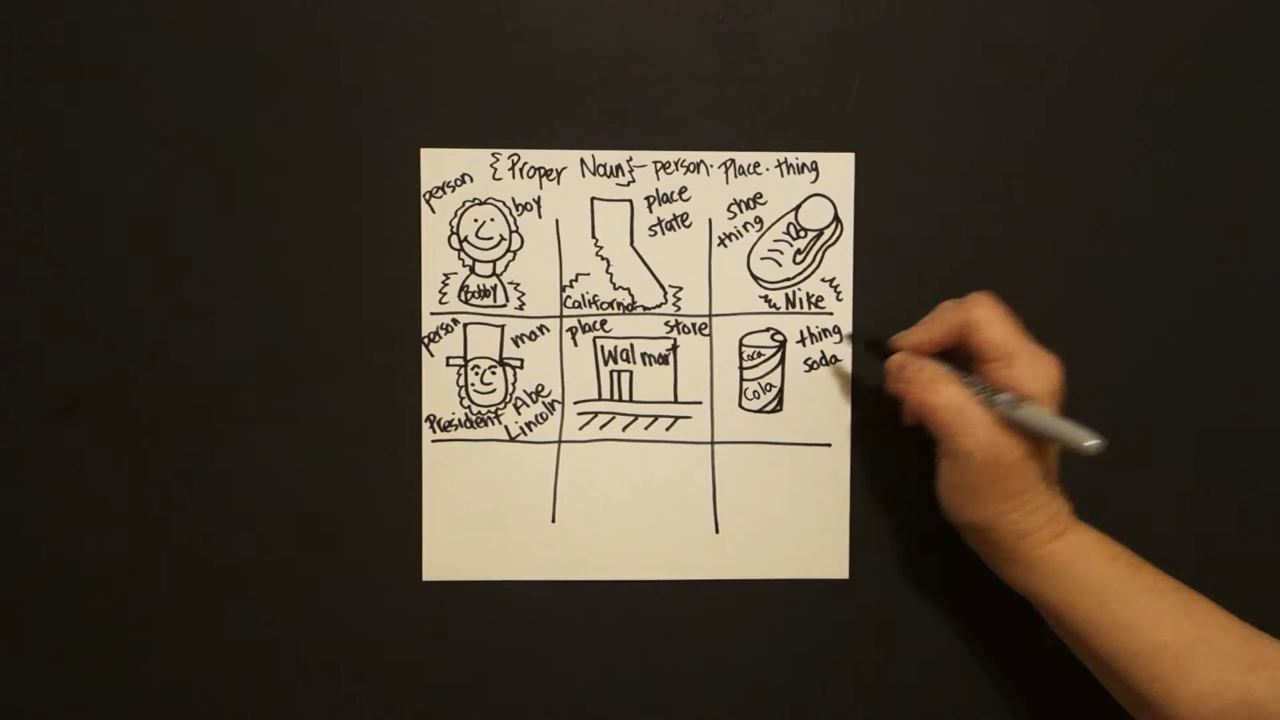 {Proper Noun}- person. Place. thing
person
boy
Bobby
place
state
California
shoe
thing
Nike
person
man
President Abe
Lincoln
place store
Walmart
thing
soda
Coca
Cola